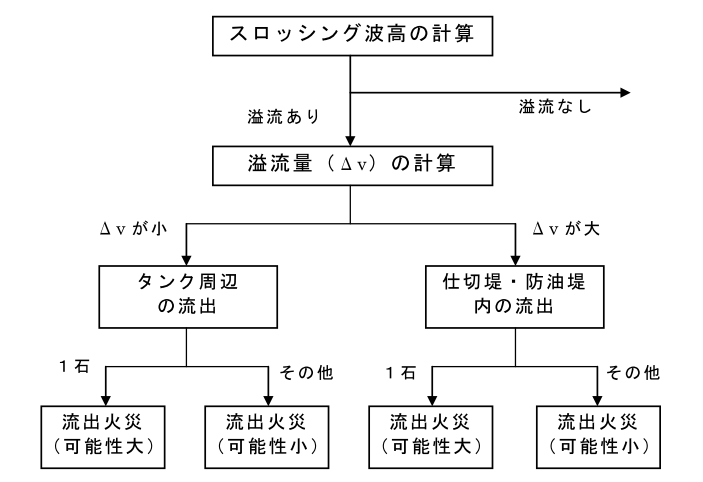 スロッシング波高の計算
溢流なし
溢流あり
溢流量（Δv）の計算
Δvが小
Δvが大
タンク周辺
の流出
仕切堤・防油堤
内の流出
１石
その他
１石
その他
流出火災
（可能性大）
流出火災
（可能性小）
流出火災
（可能性大）
流出火災
（可能性小）